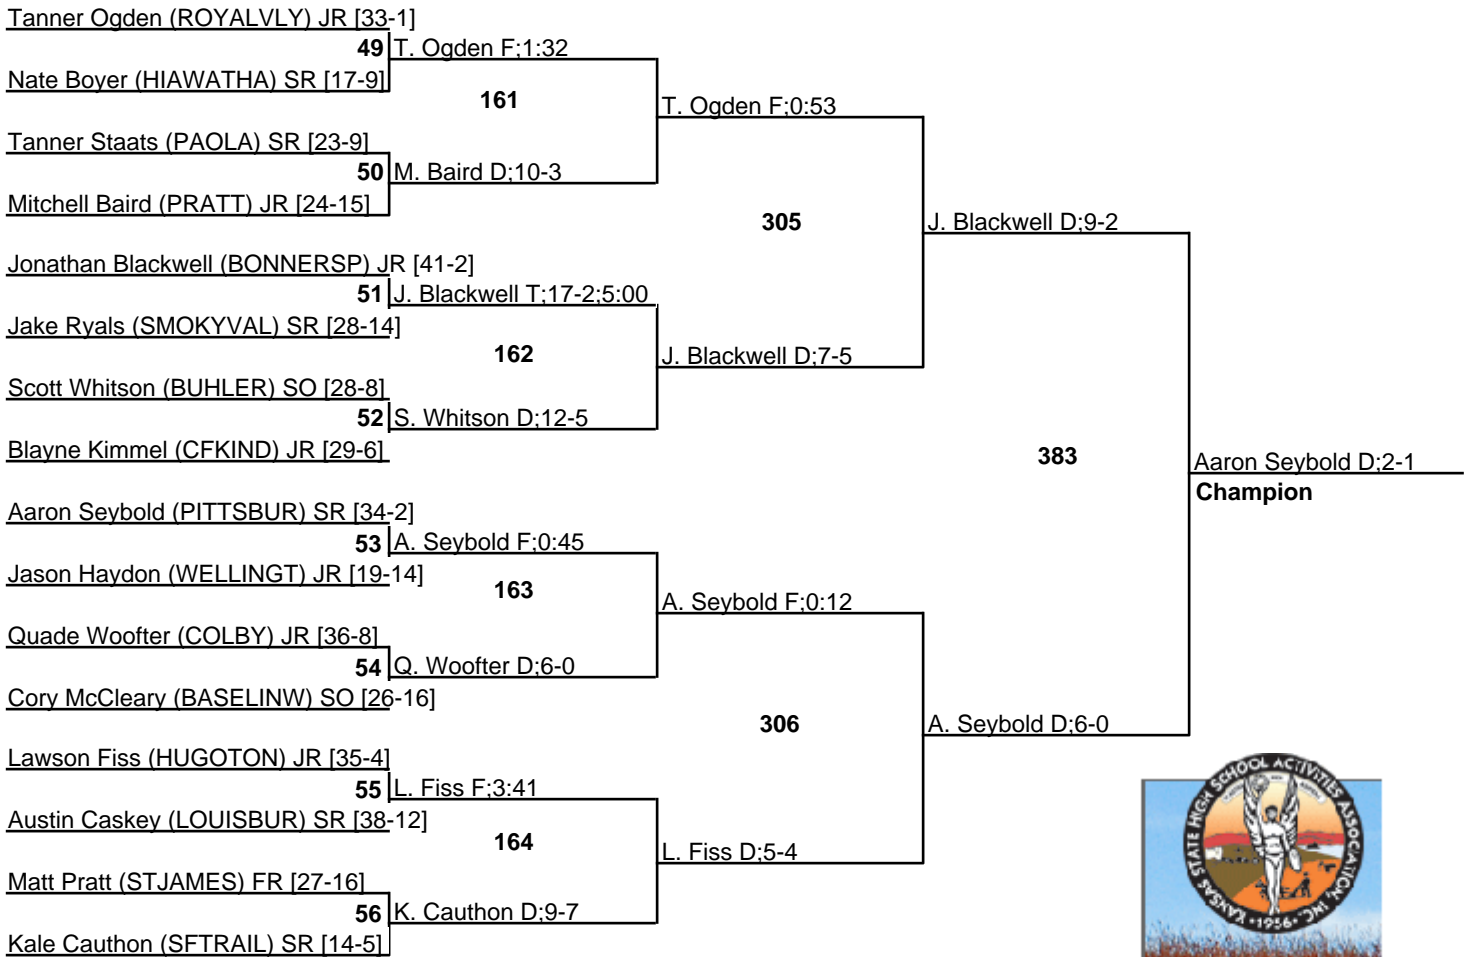 Tanner Ogden (ROYALVLY) JR [33-1]
49 T. Ogden F;1:32
Nate Boyer (HIAWATHA) SR [17-9]
161
T. Ogden F;0:53
Tanner Staats (PAOLA) SR [23-9]
50 M. Baird D;10-3
Mitchell Baird (PRATT) JR [24-15]
305
J. Blackwell D;9-2
Jonathan Blackwell (BONNERSP) JR [41-2]
51 J. Blackwell T;17-2;5:00
Jake Ryals (SMOKYVAL) SR [28-14]
162
J. Blackwell D;7-5
Scott Whitson (BUHLER) SO [28-8]
52 S. Whitson D;12-5
Blayne Kimmel (CFKIND) JR [29-6]
383
Aaron Seybold D;2-1
Champion
Aaron Seybold (PITTSBUR) SR [34-2]
53 A. Seybold F;0:45
Jason Haydon (WELLINGT) JR [19-14]
163
A. Seybold F;0:12
Quade Woofter (COLBY) JR [36-8]
54 Q. Woofter D;6-0
Cory McCleary (BASELINW) SO [26-16]
306
A. Seybold D;6-0
Lawson Fiss (HUGOTON) JR [35-4]
55 L. Fiss F;3:41
Austin Caskey (LOUISBUR) SR [38-12]
164
L. Fiss D;5-4
Matt Pratt (STJAMES) FR [27-16]
56 K. Cauthon D;9-7
Kale Cauthon (SFTRAIL) SR [14-5]
KANSAS STATE HIGH SCHOOL ACTIVITIES ASSOCIATION, INC.
•1956•